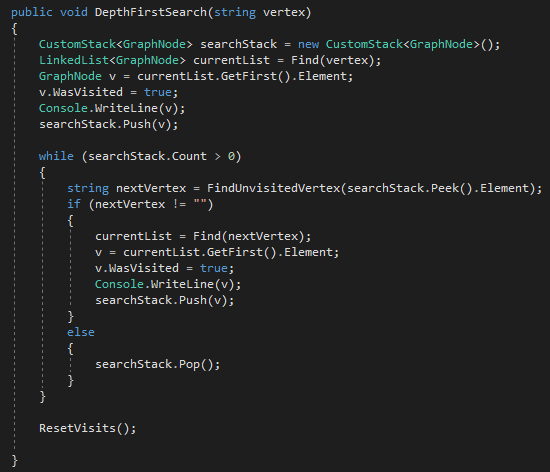 public void DepthFirstSearch(string vertex)
{
    CustomStack<GraphNode> searchStack = new CustomStack<GraphNode>();
    LinkedList<GraphNode> currentList = Find(vertex);
    GraphNode v = currentList.GetFirst().Element;
    v.WasVisited = true;
    Console.WriteLine(v);
    searchStack.Push(v);

    while (searchStack.Count > 0)
    {
        string nextVertex = FindUnvisitedVertex(searchStack.Peek().Element);
        if (nextVertex != "")
        {
            currentList = Find(nextVertex);
            v = currentList.GetFirst().Element;
            v.WasVisited = true;
            Console.WriteLine(v);
            searchStack.Push(v);
        }
        else
        {
            searchStack.Pop();
        }
    }

    ResetVisits();

}